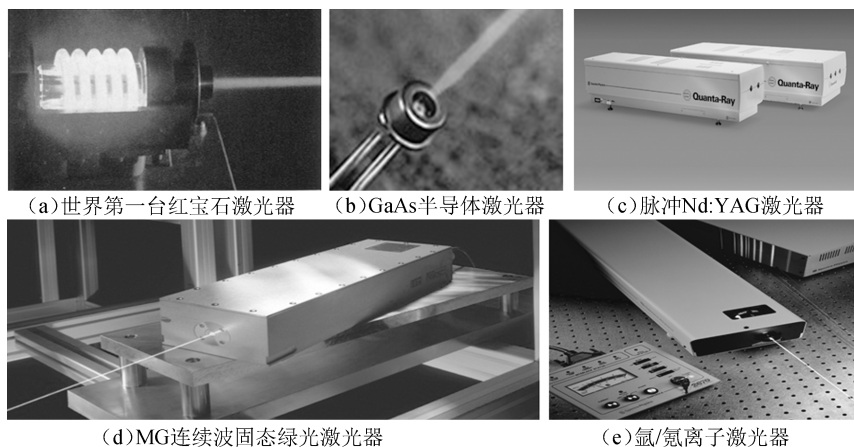 Quanta-Ray
Quanta-Ray
(a)世界第一台红宝石激光器
(b)GaAs半导体激光器
(c)脉冲Nd:YAG激光器
(d)MG连续波固态绿光激光器
(e)氩/氪离子激光器